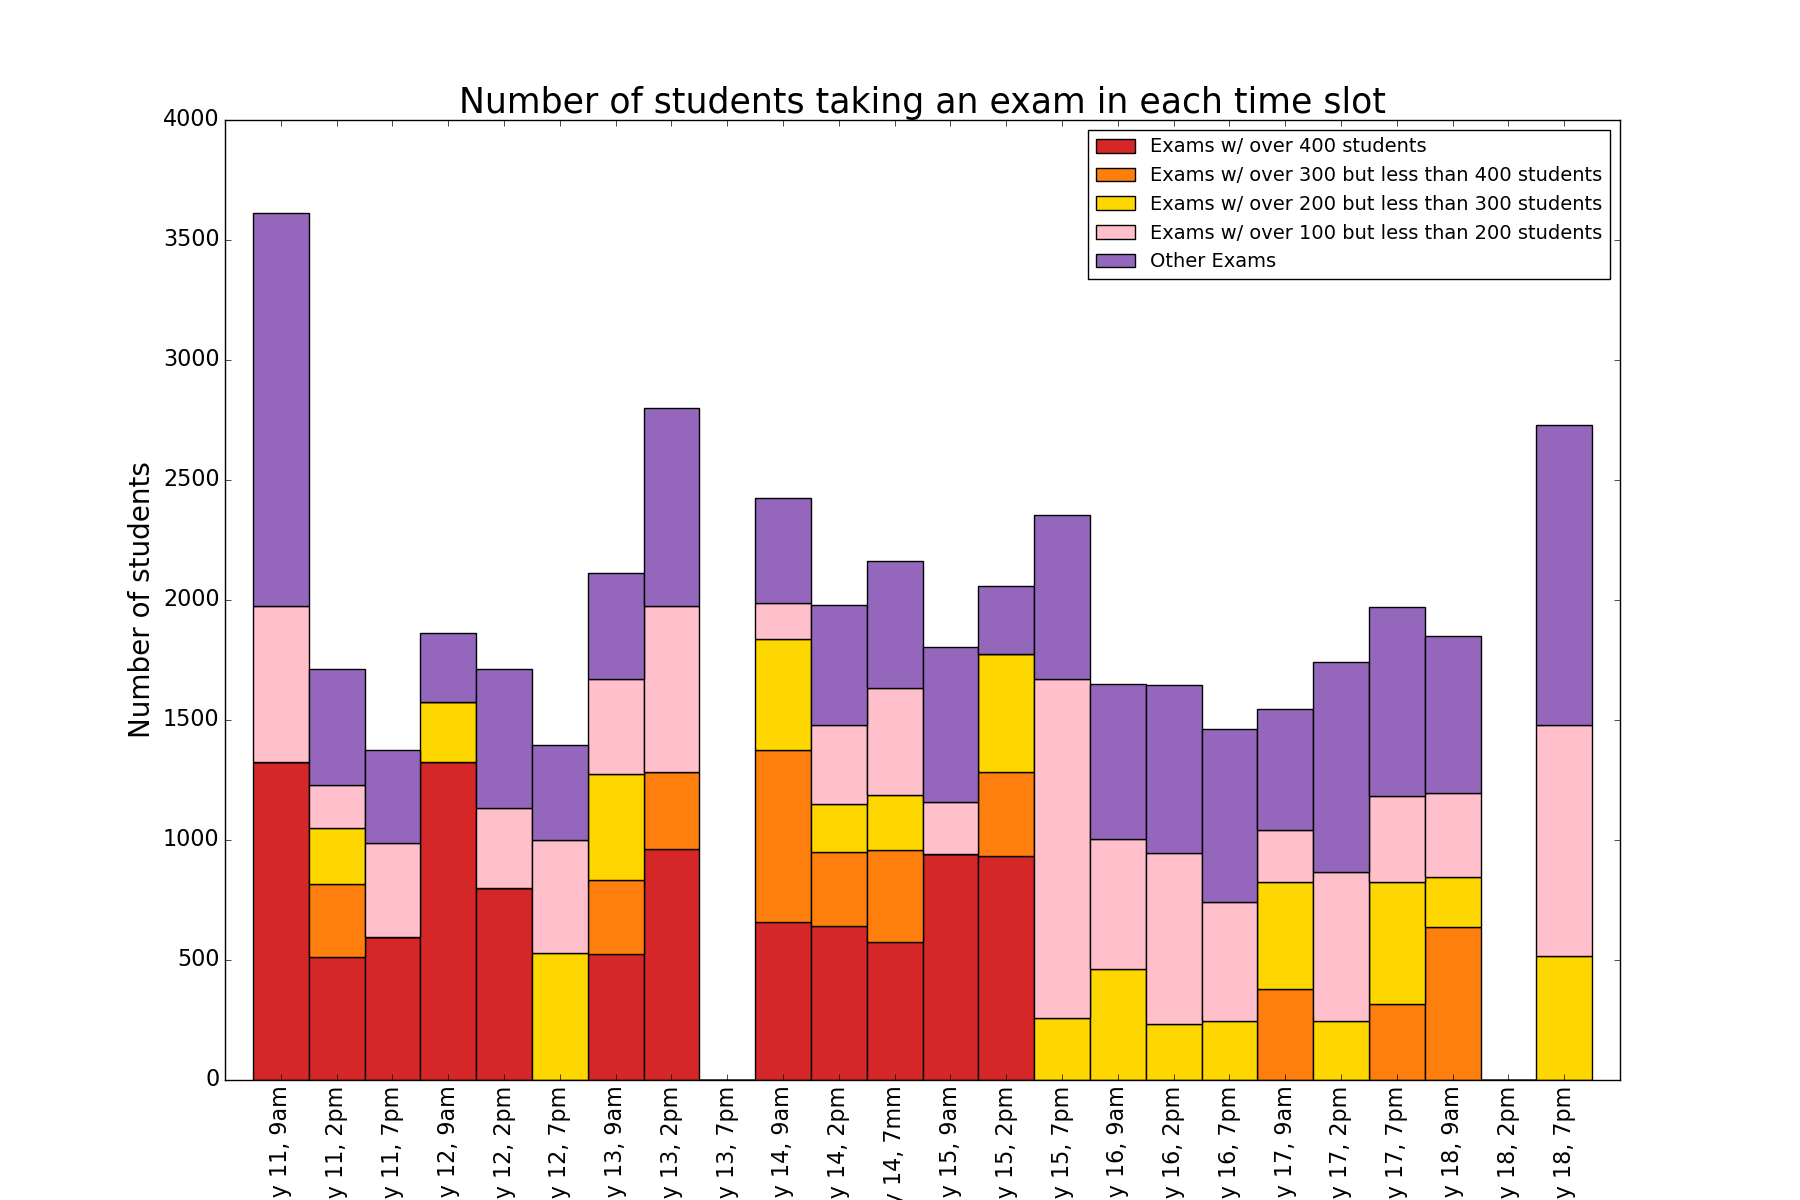 Number of students taking an exam in each time slot
Number of students
4000
3500
3000
2500
2000
1500
1000
500
0
Exams w/ over 400 students
Exams w/ over 300 but less than 400 students
Exams w/ over 200 but less than 300 students
Exams w/ over 100 but less than 200 students
Other Exams
y 11, 9am
y 11, 2pm
y 11, 7pm
y 12, 9am
y 12, 2pm
y 12, 7pm
y 13, 9am
y 13, 2pm
y 13, 7pm
y 14, 9am
y 14, 2pm
y 14, 7mm
y 15, 9am
y 15, 2pm
y 15, 7pm
y 16, 9am
y 16, 2pm
y 16, 7pm
y 17, 9am
y 17, 2pm
y 17, 7pm
y 18, 9am
y 18, 2pm
y 18, 7pm